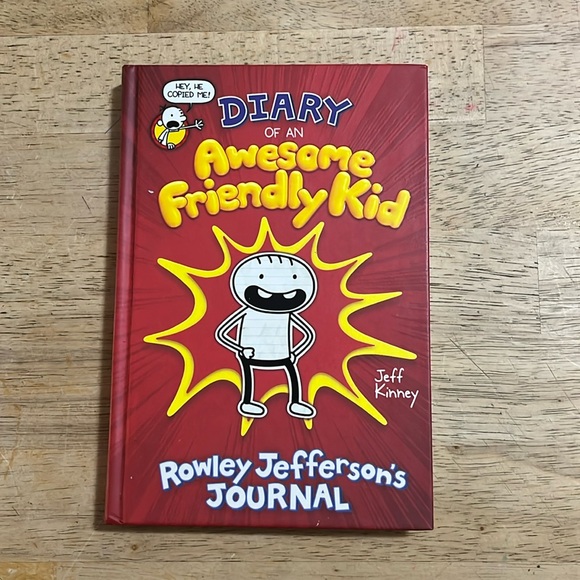 HEY, HE
COPIED ME!
DIARY
OF AN
Awesome
Friendly Kid
Jeff
Kinney
Rowley Jefferson's
JOURNAL